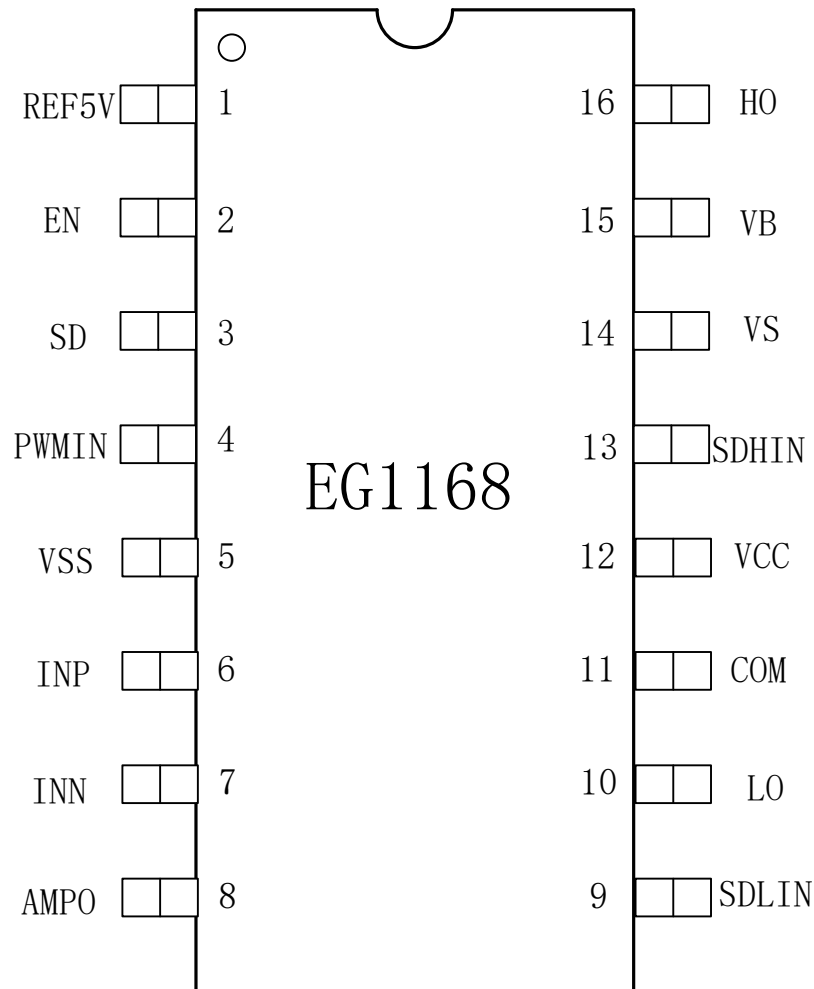 REF5V 1 16 HO
EN 2 15 VB
SD 3 14 VS
PWMIN 4 13 SDHIN
EG1168
VSS 5 12 VCC
INP 6 11 COM
INN 7 10 LO
AMPO 8 9 SDLIN